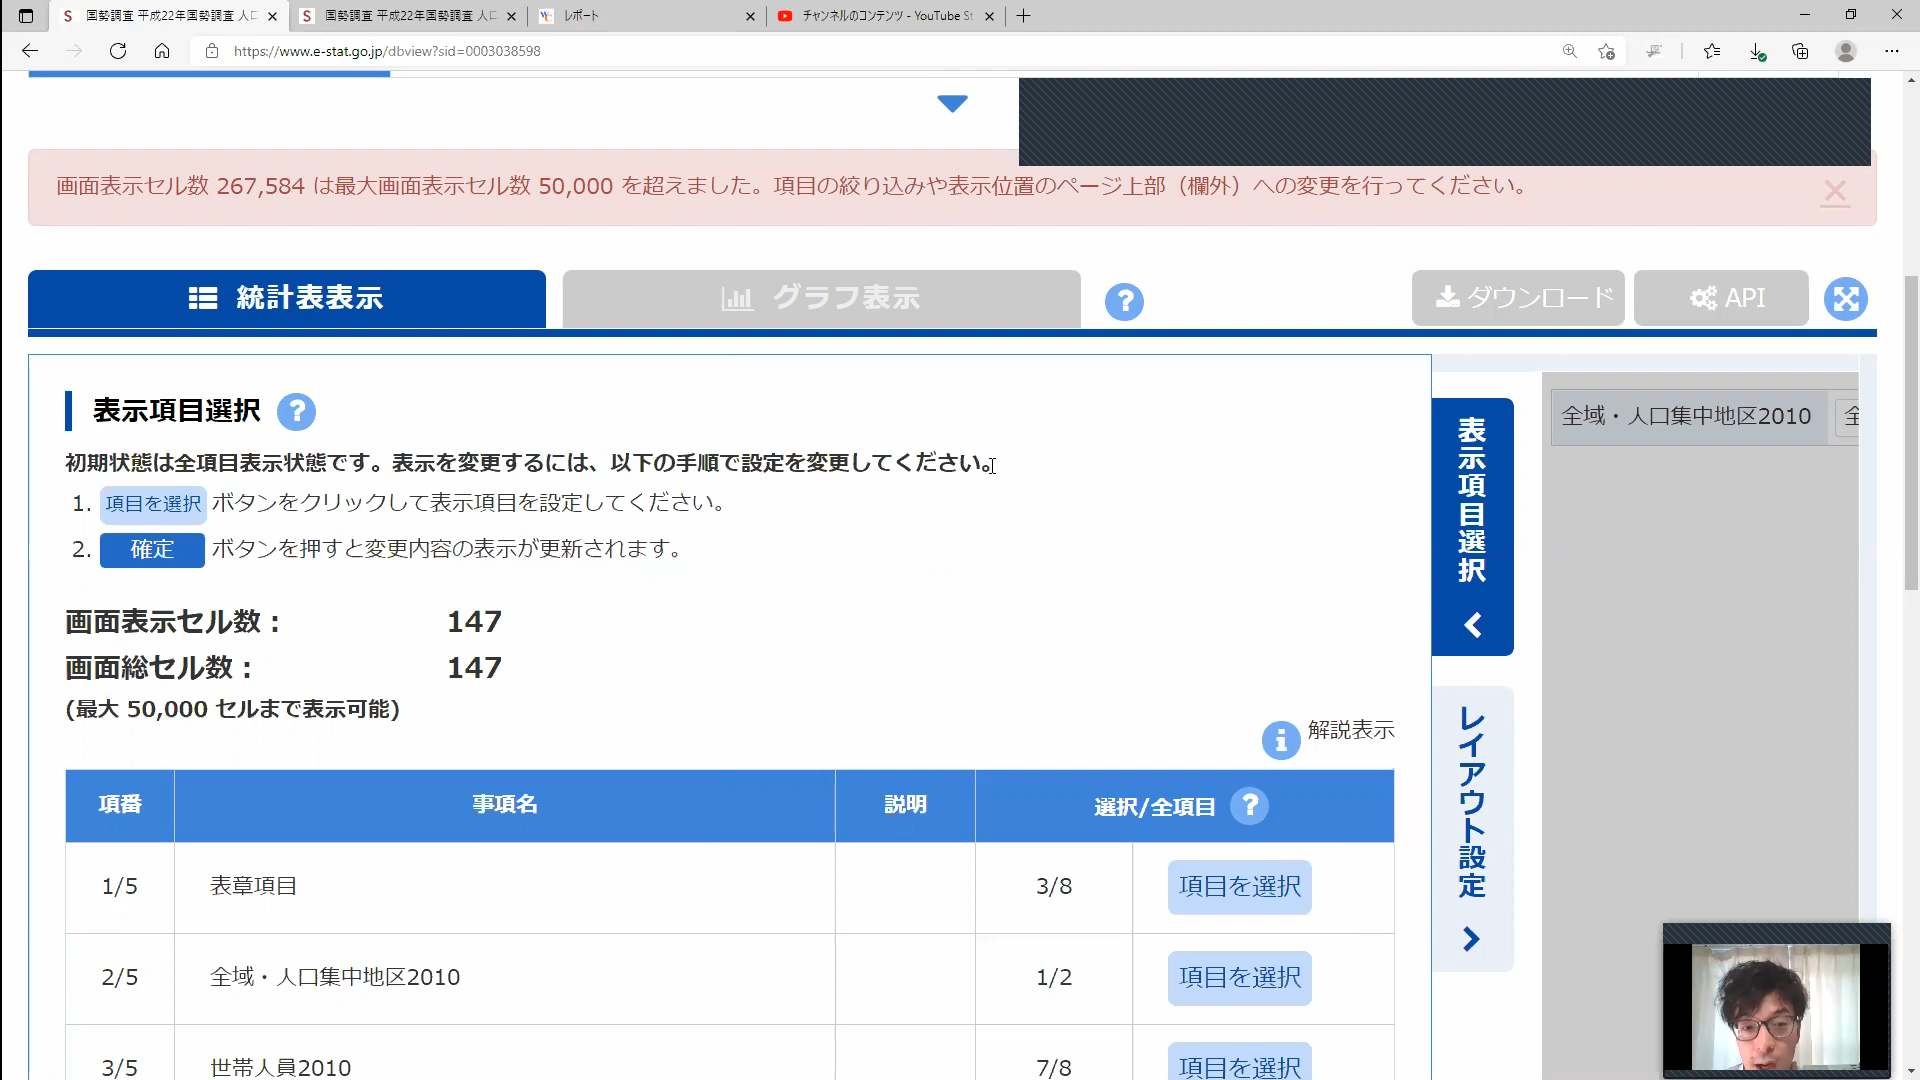 国勢調査 平成22年国勢調査 人口
国勢調査 平成22年国勢調査 人口
レポート
チャンネルのコンテンツ - YouTube St
https://www.e-stat.go.jp/dbview?sid=0003038598
画面表示セル数 267,584 は最大画面表示セル数 50,000 を超えました。項目の絞り込みや表示位置のページ上部（欄外）への変更を行ってください。
統計表表示
グラフ表示
?
ダウンロード
API
表示項目選択 ?
初期状態は全項目表示状態です。表示を変更するには、以下の手順で設定を変更してください。
1. 項目を選択 ボタンをクリックして表示項目を設定してください。
2. 確定 ボタンを押すと変更内容の表示が更新されます。
画面表示セル数： 147
画面総セル数： 147
(最大 50,000 セルまで表示可能)
i 解説表示
項番 事項名 説明 選択/全項目 ?
1/5 表章項目 3/8 項目を選択
2/5 全域・人口集中地区2010 1/2 項目を選択
3/5 世帯人員2010 7/8 項目を選択
表示項目選択
レイアウト設定
全域・人口集中地区2010 全